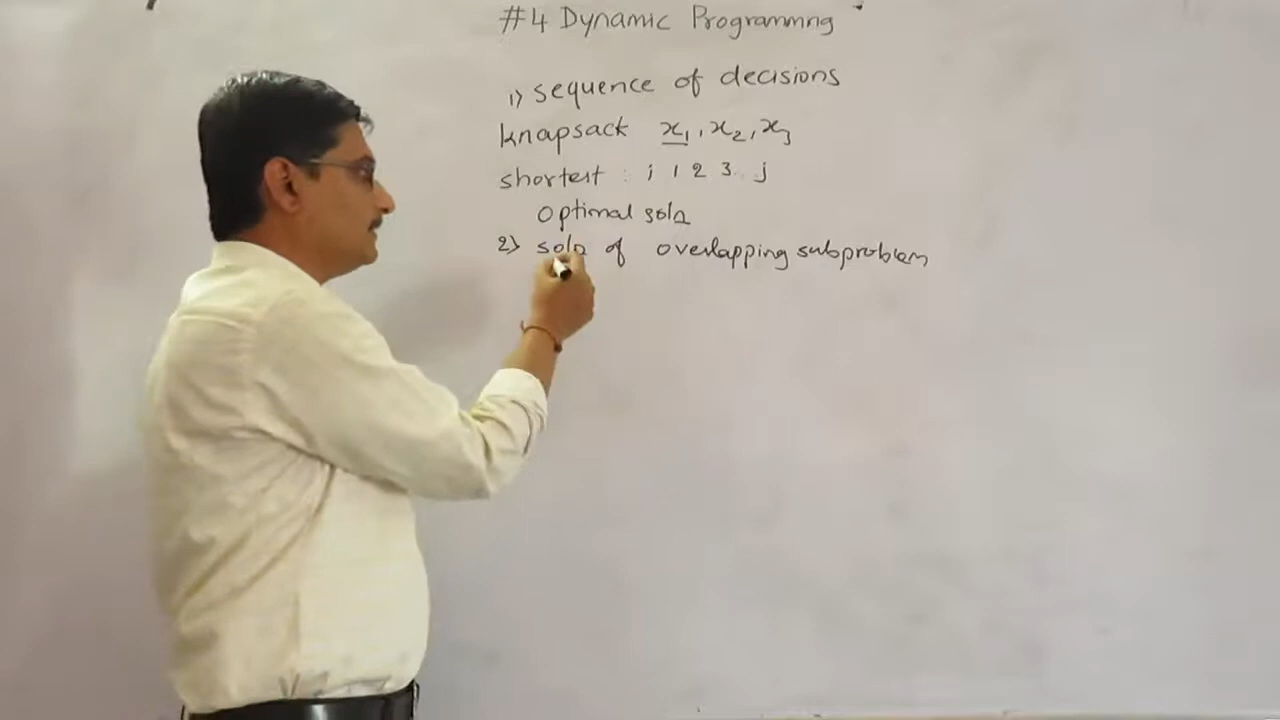 #4 Dynamic Programming
1) sequence of decisions
knapsack x1, x2, x3
shortest : i 1 2 3.. j
optimal soln
2) soln of overlapping subproblem